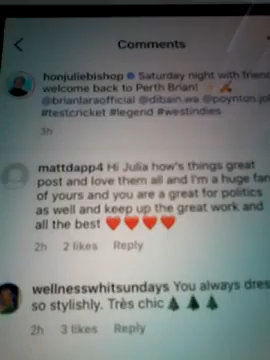 Comments
honjuliebishop Saturday night with frien
welcome back to Perth Brian!
@brianlaraofficial @dibain.wa @poynton.jo
#testcricket #legend #westindies
3h
mattdapp4 Hi Julia how's things great
post and love them all and I'm a huge fan
of yours and you are a great for politics
as well and keep up the great work and
all the best ❤️❤️❤️❤️
2h 2 likes Reply
wellnesswhitsundays You always dres
so stylishly. Très chic🌲🌲🌲
2h 3 likes Reply